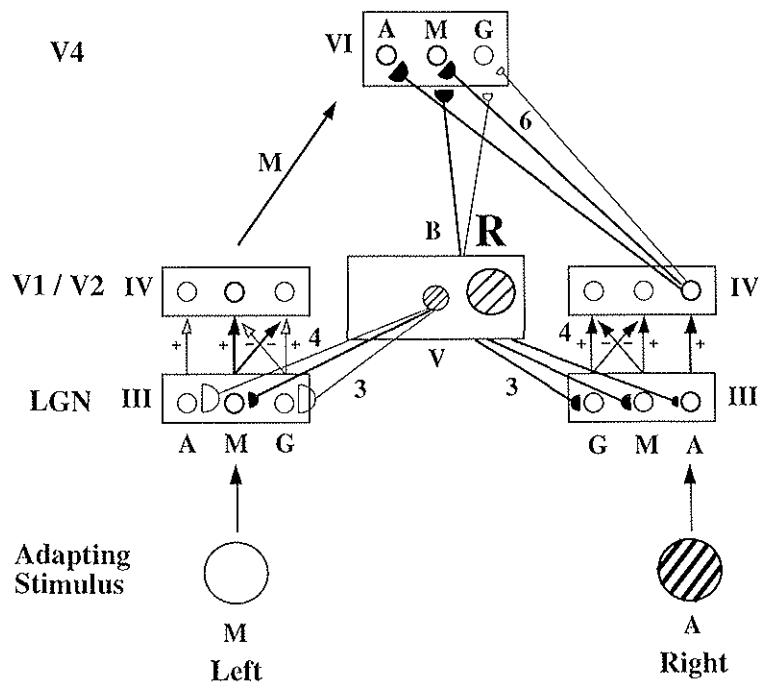 A M G
V4 VI
6
M
B R
V1 / V2 IV IV
+ + - - + 4 4 + - - + +
V
3 3
LGN III III
A M G G M A
Adapting
Stimulus
M A
Left Right